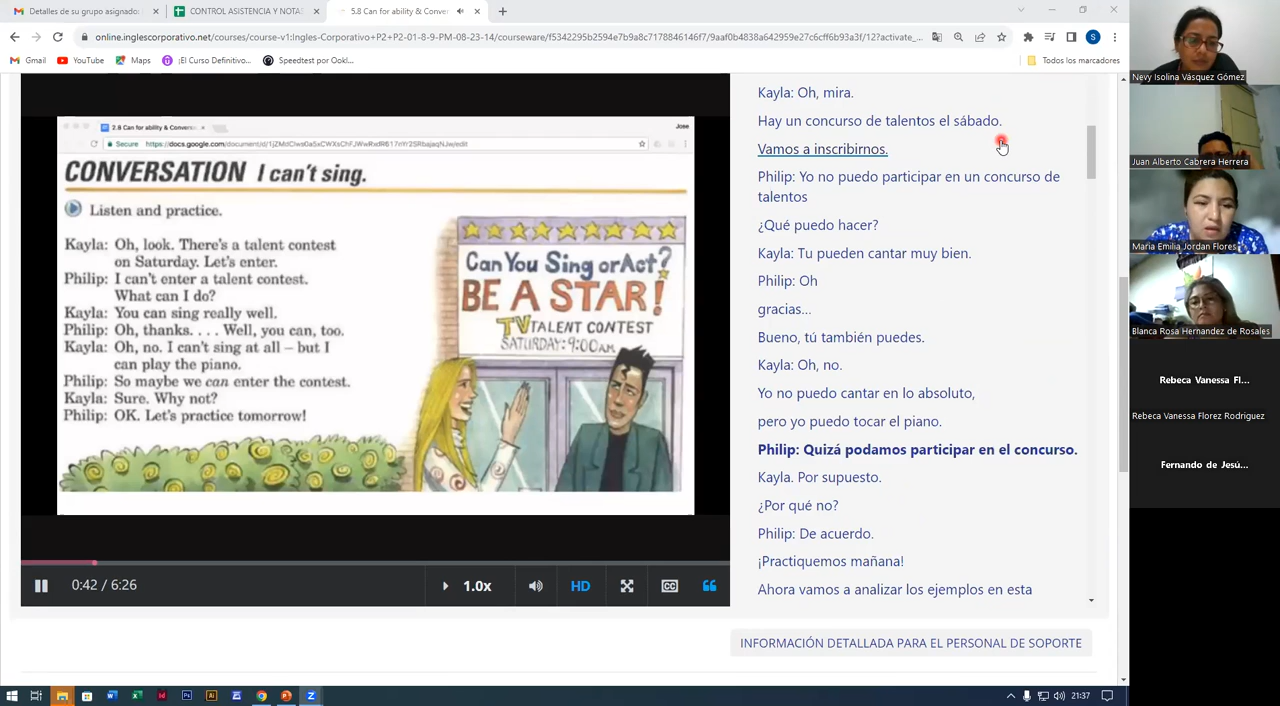 Detalles de su grupo asignado:
CONTROL ASISTENCIA Y NOTAS
5.8 Can for ability & Conver
online.inglescorporativo.net/courses/course-v1:Ingles-Corporativo+P2+P2-01-8-9-PM-08-23-14/courseware/f5342295b2594e7b9a8c7178846146f7/9aaf0b4838a642959e27c6cff6b93a3f/12?activate_...
S
Gmail
YouTube
Maps
¡El Curso Definitivo...
Speedtest por Ookl...
Todos los marcadores
2.8 Can for ability & Convers
Jose
Secure
CONVERSATION I can't sing.
Listen and practice.
Kayla: Oh, look. There's a talent contest
on Saturday. Let's enter.
Philip: I can't enter a talent contest.
What can I do?
Kayla: You can sing really well.
Philip: Oh, thanks. . . . Well, you can, too.
Kayla: Oh, no. I can't sing at all – but I
can play the piano.
Philip: So maybe we can enter the contest.
Kayla: Sure. Why not?
Philip: OK. Let's practice tomorrow!
Can You Sing or Act?
BE A STAR!
TV TALENT CONTEST
SATURDAY: 9:00 A.M.
0:42 / 6:26
1.0x
HD
CC
Kayla: Oh, mira.
Hay un concurso de talentos el sábado.
Vamos a inscribirnos.
Philip: Yo no puedo participar en un concurso de
talentos
¿Qué puedo hacer?
Kayla: Tu pueden cantar muy bien.
Philip: Oh
gracias...
Bueno, tú también puedes.
Kayla: Oh, no.
Yo no puedo cantar en lo absoluto,
pero yo puedo tocar el piano.
Philip: Quizá podamos participar en el concurso.
Kayla. Por supuesto.
¿Por qué no?
Philip: De acuerdo.
¡Practiquemos mañana!
Ahora vamos a analizar los ejemplos en esta
INFORMACIÓN DETALLADA PARA EL PERSONAL DE SOPORTE
Nevy Isolina Vásquez Gómez
Juan Alberto Cabrera Herrera
Maria Emilia Jordan Flores
Blanca Rosa Hernandez de Rosales
Rebeca Vanessa Fl...
Rebeca Vanessa Florez Rodriguez
Fernando de Jesú...
21:37